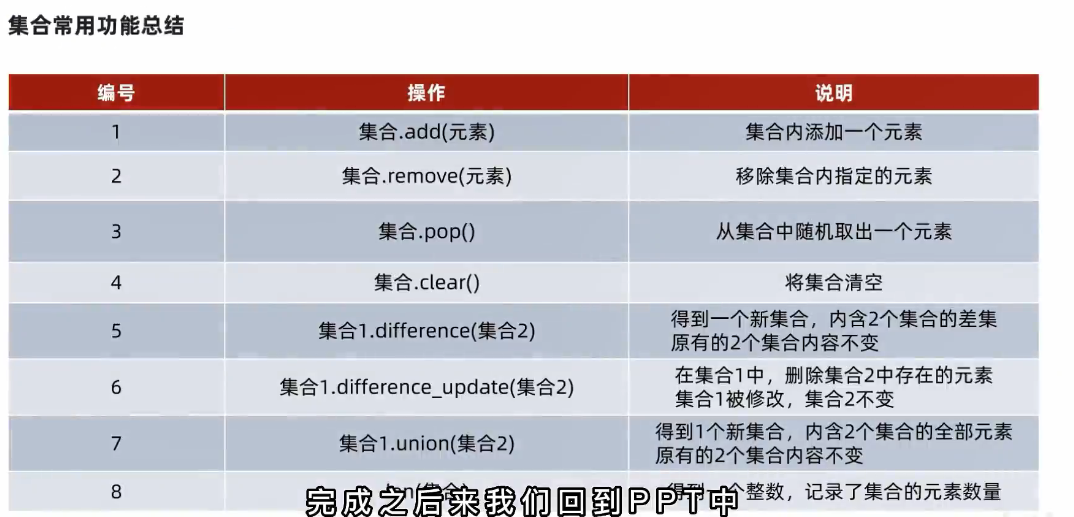 集合常用功能总结
编号 操作 说明
1 集合.add(元素) 集合内添加一个元素
2 集合.remove(元素) 移除集合内指定的元素
3 集合.pop() 从集合中随机取出一个元素
4 集合.clear() 将集合清空
5 集合1.difference(集合2) 得到一个新集合，内含2个集合的差集
原有的2个集合内容不变
6 集合1.difference_update(集合2) 在集合1中，删除集合2中存在的元素
集合1被修改，集合2不变
7 集合1.union(集合2) 得到1个新集合，内含2个集合的全部元素
原有的2个集合内容不变
8 个整数，记录了集合的元素数量
完成之后来我们回到PPT中